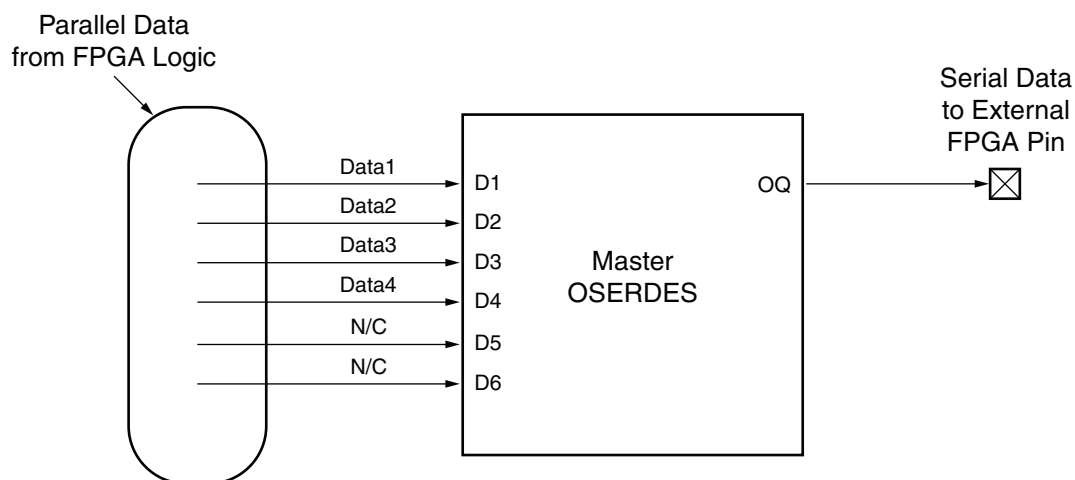 Parallel Data
from FPGA Logic
Serial Data
to External
FPGA Pin
Data1
D1
OQ
Data2
D2
Data3
D3
Master
OSERDES
Data4
D4
N/C
D5
N/C
D6